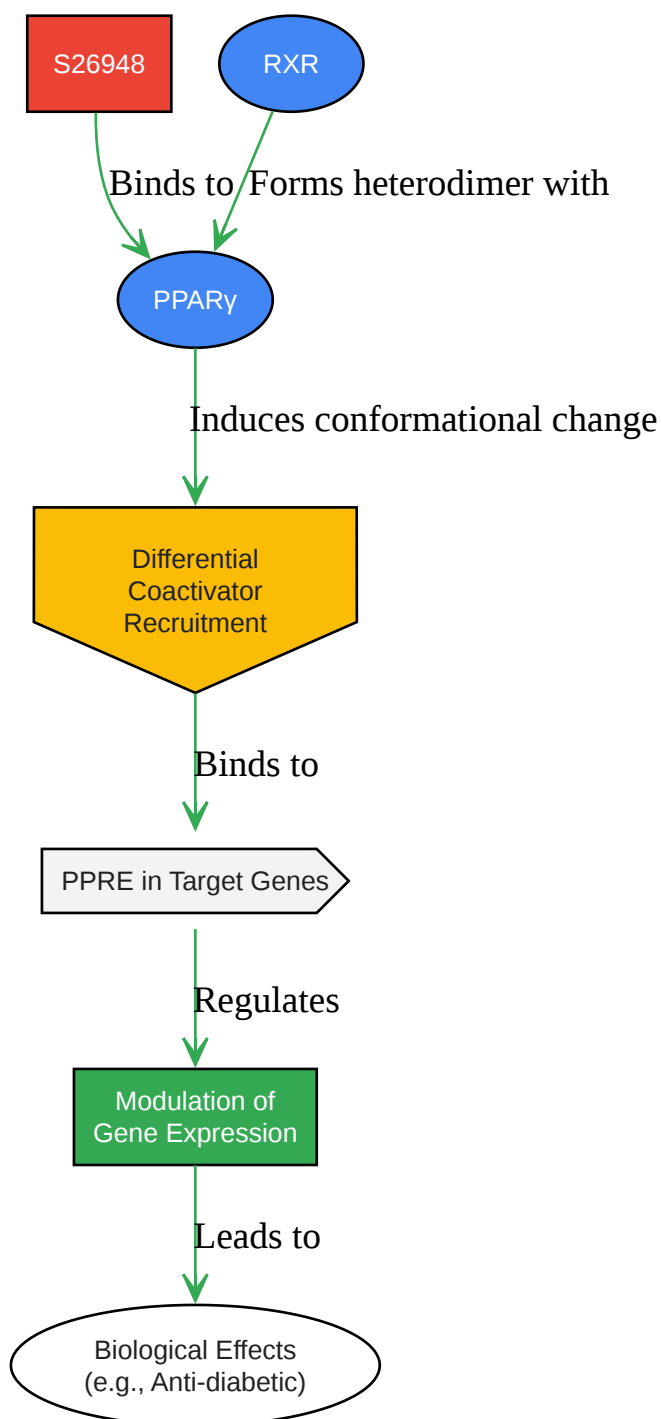 S26948
RXR
Binds to
Forms heterodimer with
PPARγ
Induces conformational change
Differential
Coactivator
Recruitment
Binds to
PPRE in Target Genes
Regulates
Modulation of
Gene Expression
Leads to
Biological Effects
(e.g., Anti-diabetic)